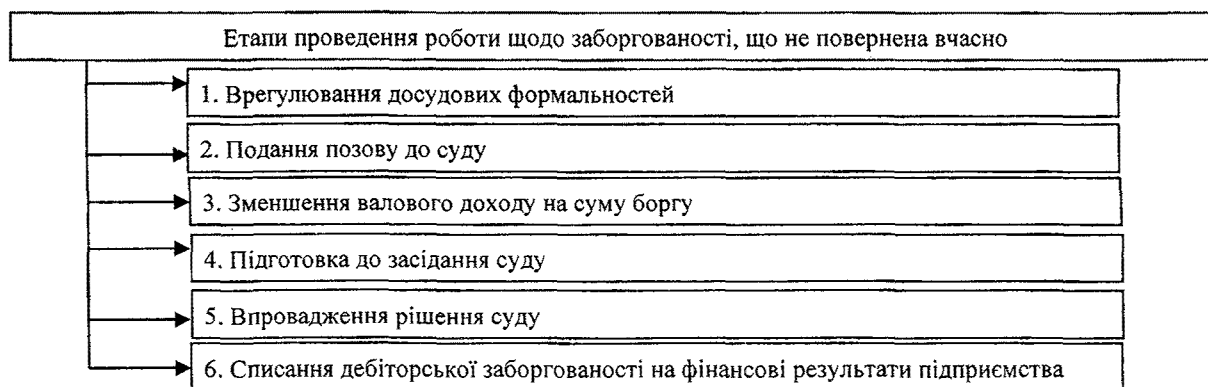 Етапи проведення роботи щодо заборгованості, що не повернена вчасно
1. Врегулювання досудових формальностей
2. Подання позову до суду
3. Зменшення валового доходу на суму боргу
4. Підготовка до засідання суду
5. Впровадження рішення суду
6. Списання дебіторської заборгованості на фінансові результати підприємства